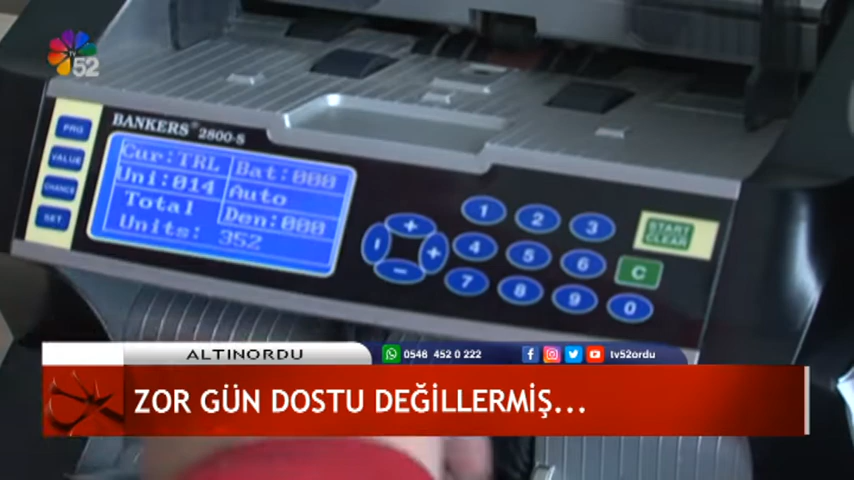 TV
52
BANKERS® 2800-S
PRG
VALUE
CHANGE
SET
Cur:TRL Bat:000
Uni:014 Auto
Total Den:000
Units: 352
1 2 3
4 5 6
7 8 9 0
START
CLEAR
C
ALTINORDU
0546 452 0 222
tv52ordu
ZOR GÜN DOSTU DEĞİLLERMİŞ...